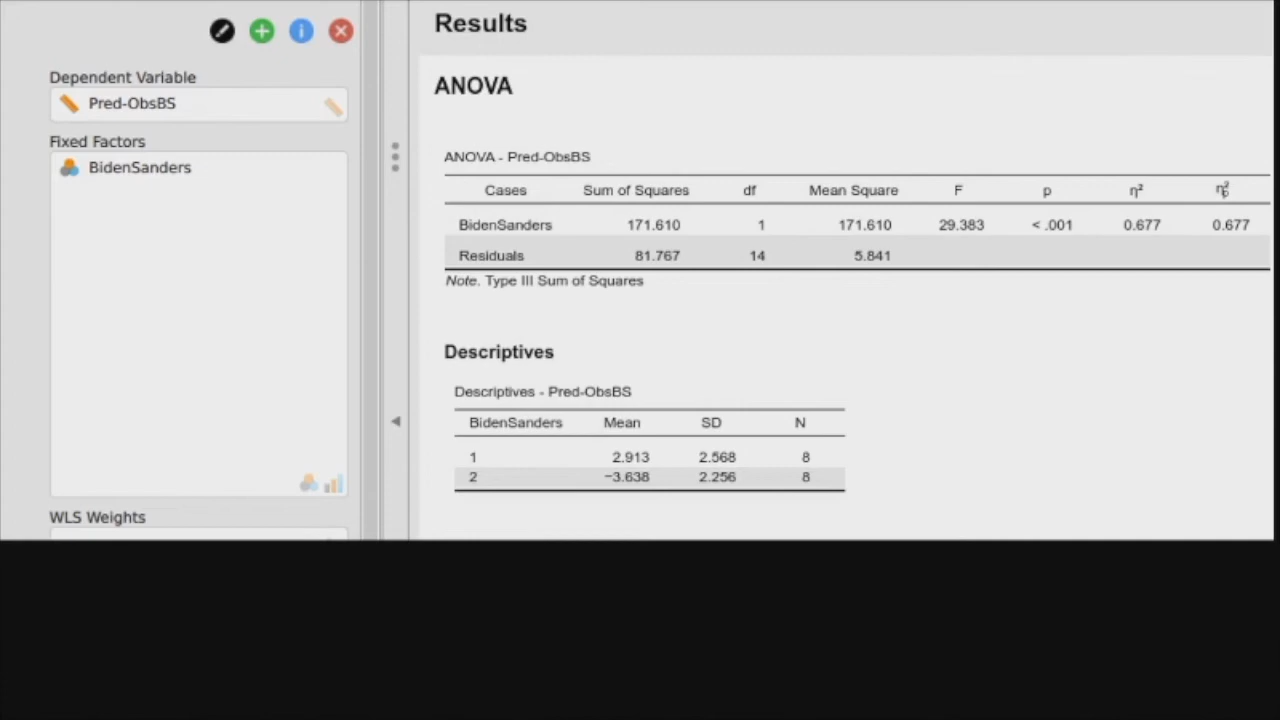 Results
Dependent Variable
Pred-ObsBS
Fixed Factors
BidenSanders
WLS Weights
ANOVA
ANOVA - Pred-ObsBS
Cases Sum of Squares df Mean Square F p η² η²p
BidenSanders 171.610 1 171.610 29.383 < .001 0.677 0.677
Residuals 81.767 14 5.841
Note. Type III Sum of Squares
Descriptives
Descriptives - Pred-ObsBS
BidenSanders Mean SD N
1 2.913 2.568 8
2 −3.638 2.256 8